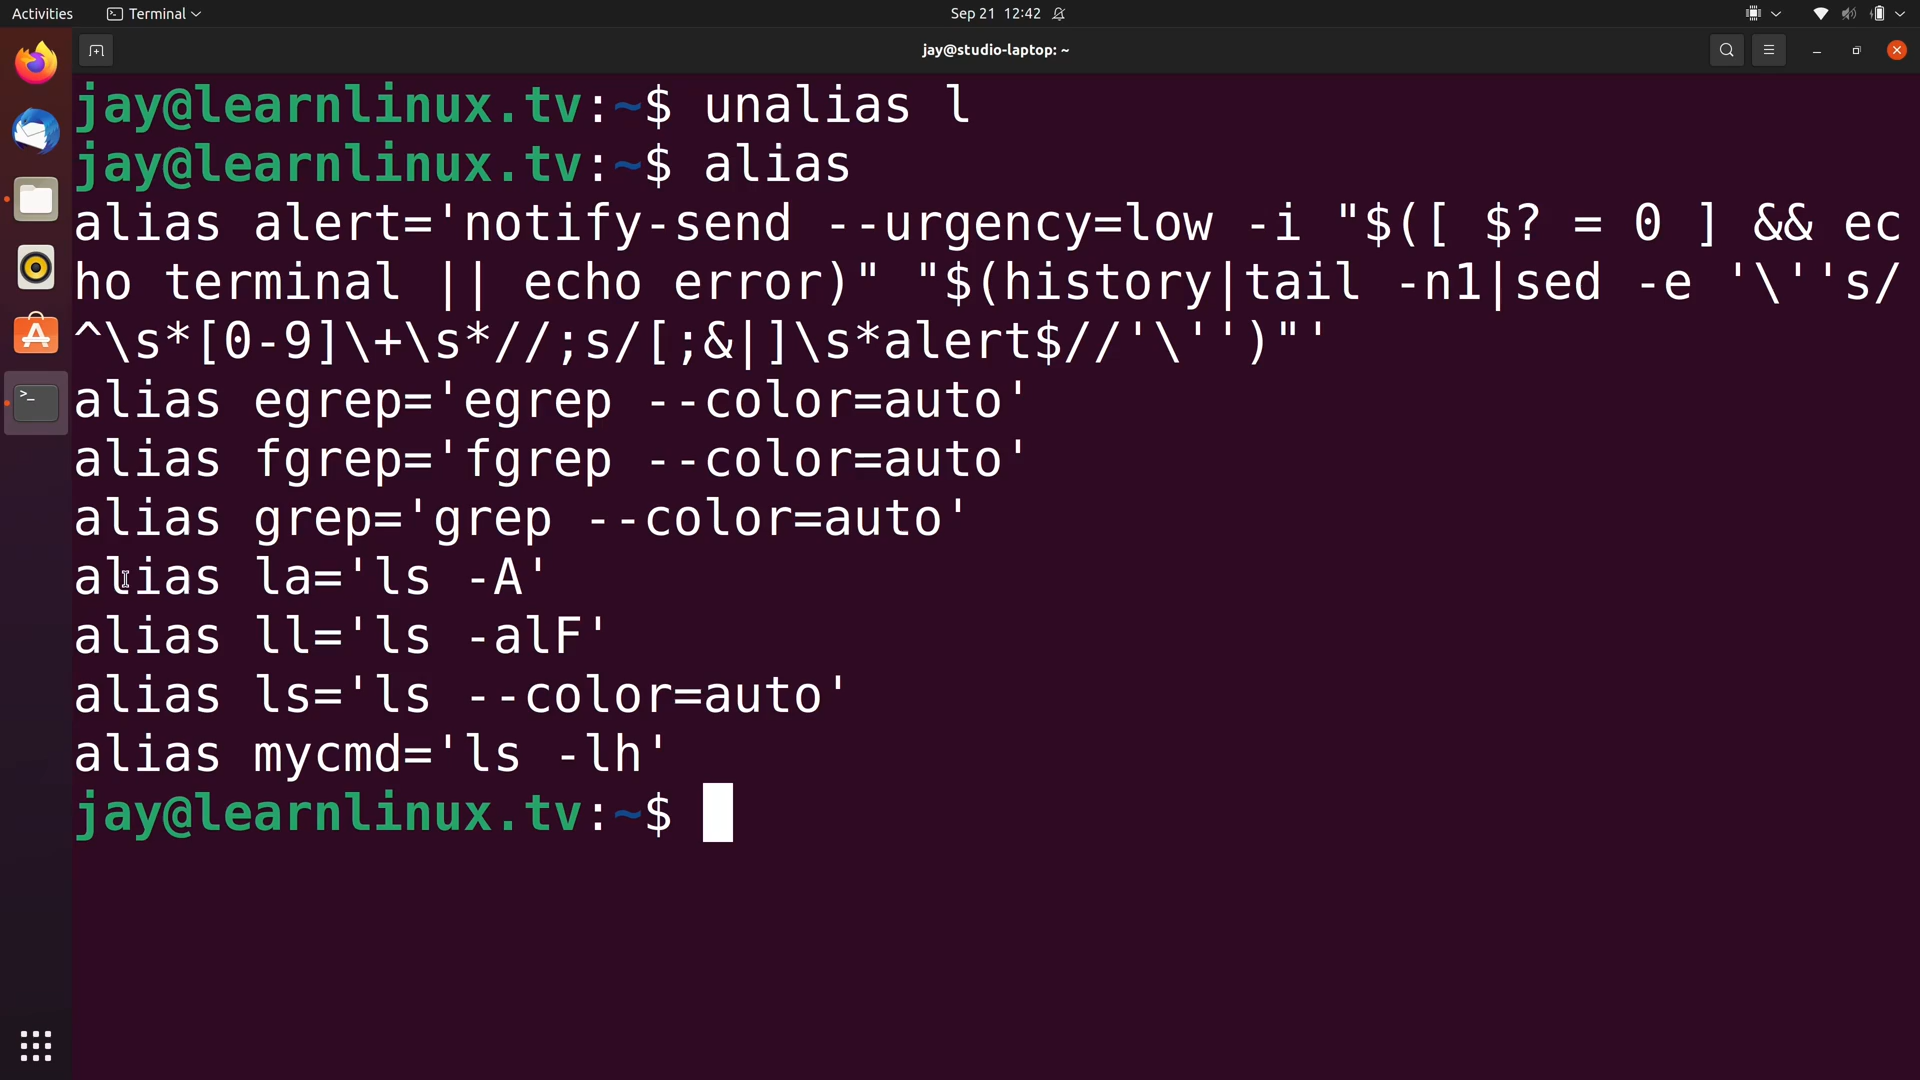 Activities Terminal Sep 21 12:42
jay@studio-laptop: ~
jay@learnlinux.tv:~$ unalias l
jay@learnlinux.tv:~$ alias
alias alert='notify-send --urgency=low -i "$([ $? = 0 ] && ec
ho terminal || echo error)" "$(history|tail -n1|sed -e '\''s/
^\s*[0-9]\+\s*//;s/[;&|]\s*alert$//'\'')"'
alias egrep='egrep --color=auto'
alias fgrep='fgrep --color=auto'
alias grep='grep --color=auto'
alias la='ls -A'
alias ll='ls -alF'
alias ls='ls --color=auto'
alias mycmd='ls -lh'
jay@learnlinux.tv:~$